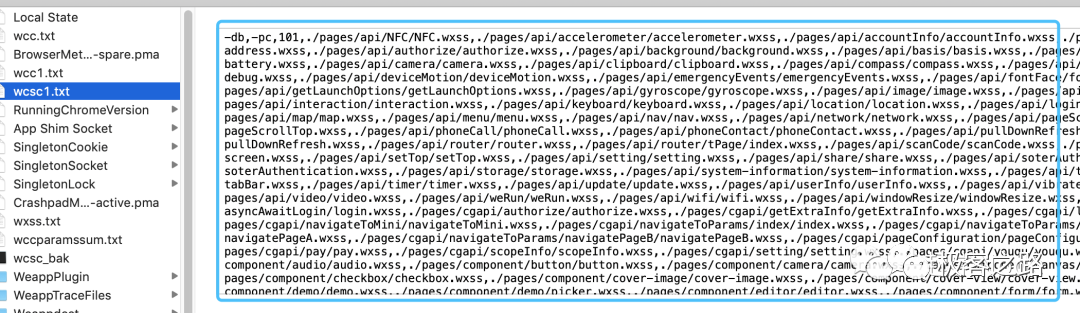 Local State
wcc.txt
BrowserMet...-spare.pma
wcc1.txt
wcsc1.txt
RunningChromeVersion
App Shim Socket
SingletonCookie
SingletonSocket
SingletonLock
CrashpadM...-active.pma
wxss.txt
wccparamssum.txt
wcsc_bak
WeappPlugin
WeappTraceFiles
-db,-pc,101,./pages/api/NFC/NFC.wxss,./pages/api/accelerometer/accelerometer.wxss,./pages/api/accountInfo/accountInfo.wxss
address.wxss,./pages/api/authorize/authorize.wxss,./pages/api/background/background.wxss,./pages/api/basis/basis.wxss,./pages/
battery.wxss,./pages/api/camera/camera.wxss,./pages/api/clipboard/clipboard.wxss,./pages/api/compass/compass.wxss,./pages/api/
debug.wxss,./pages/api/deviceMotion/deviceMotion.wxss,./pages/api/emergencyEvents/emergencyEvents.wxss,./pages/api/fontFace/
pages/api/getLaunchOptions/getLaunchOptions.wxss,./pages/api/gyroscope/gyroscope.wxss,./pages/api/image/image.wxss,./pages/api
pages/api/interaction/interaction.wxss,./pages/api/keyboard/keyboard.wxss,./pages/api/location/location.wxss,./pages/api/
pages/api/map/map.wxss,./pages/api/menu/menu.wxss,./pages/api/nav/nav.wxss,./pages/api/network/network.wxss,./pages/api/
pageScrollTop.wxss,./pages/api/phoneCall/phoneCall.wxss,./pages/api/phoneContact/phoneContact.wxss,./pages/api/
pullDownRefresh.wxss,./pages/api/router/router.wxss,./pages/api/router/tPage/index.wxss,./pages/api/scanCode/scanCode.wxss,
screen.wxss,./pages/api/setTop/setTop.wxss,./pages/api/setting/setting.wxss,./pages/api/share/share.wxss,./pages/api/
soterAuthentication.wxss,./pages/api/storage/storage.wxss,./pages/api/system-information/system-information.wxss,./pages/api/
tabBar.wxss,./pages/api/timer/timer.wxss,./pages/api/update/update.wxss,./pages/api/userInfo/userInfo.wxss,./pages/api/
pages/api/video/video.wxss,./pages/api/weRun/weRun.wxss,./pages/api/wifi/wifi.wxss,./pages/api/windowResize/windowResize.wxss
asyncAwaitLogin/login.wxss,./pages/cgapi/authorize/authorize.wxss,./pages/cgapi/getExtraInfo/getExtraInfo.wxss,./pages/cgapi/
pages/cgapi/navigateToMini/navigateToMini.wxss,./pages/cgapi/navigateToParams/index/index.wxss,./pages/cgapi/navigateToParams/
navigatePageA.wxss,./pages/cgapi/navigateToParams/navigatePageB/navigatePageB.wxss,./pages/cgapi/pageConfiguration/
pages/cgapi/pay/pay.wxss,./pages/cgapi/scopeInfo/scopeInfo.wxss,./pages/cgapi/setting/
component/audio/audio.wxss,./pages/component/button/button.wxss,./pages/component/camera/
pages/component/checkbox/checkbox.wxss,./pages/component/cover-image/cover-image.wxss,./pages/component/cover-view/cover-view.
component/demo/demo.wxss,./pages/component/demo/picker.wxss,./pages/component/editor/editor.wxss,./pages/component/form/form.